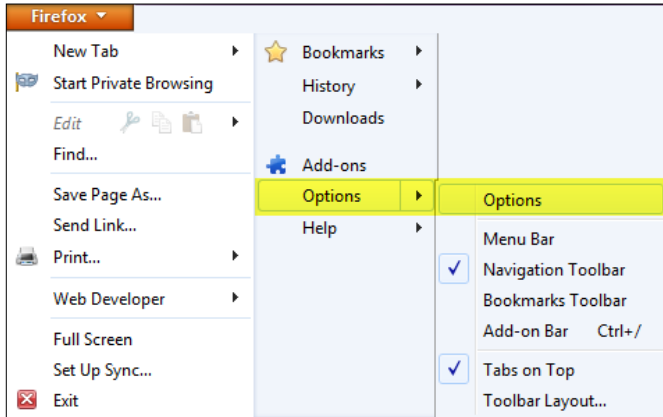 Firefox
New Tab
Start Private Browsing
Edit
Find...
Save Page As...
Send Link...
Print...
Web Developer
Full Screen
Set Up Sync...
Exit
Bookmarks
History
Downloads
Add-ons
Options
Help
Options
Menu Bar
Navigation Toolbar
Bookmarks Toolbar
Add-on Bar Ctrl+/
Tabs on Top
Toolbar Layout...